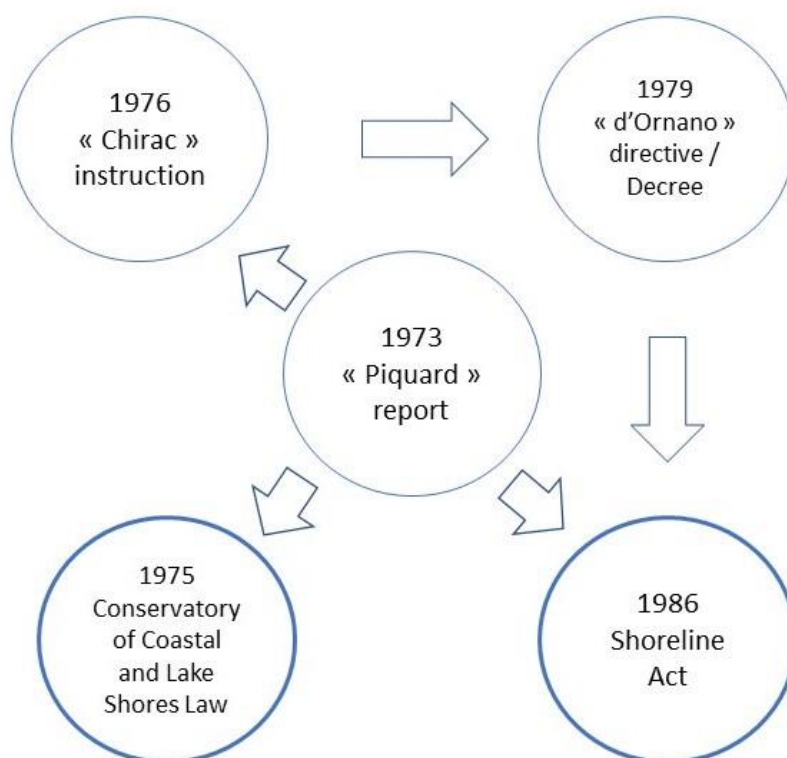 1976
« Chirac »
instruction
1979
« d’Ornano »
directive /
Decree
1973
« Piquard »
report
1975
Conservatory
of Coastal
and Lake
Shores Law
1986
Shoreline
Act